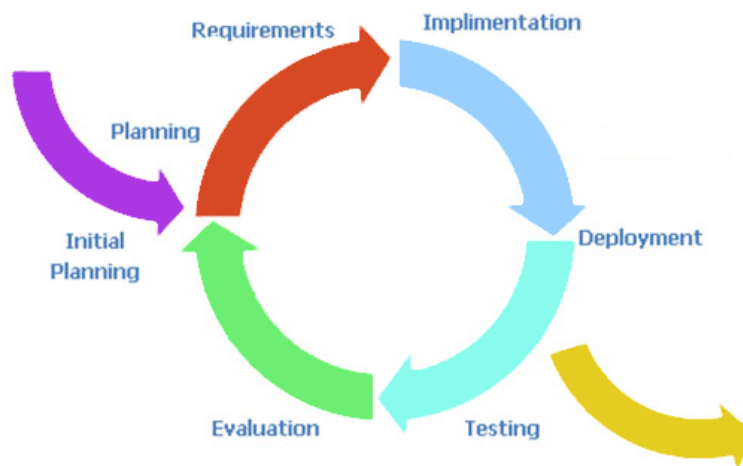 Requirements
Implimentation
Planning
Initial
Planning
Deployment
Evaluation
Testing